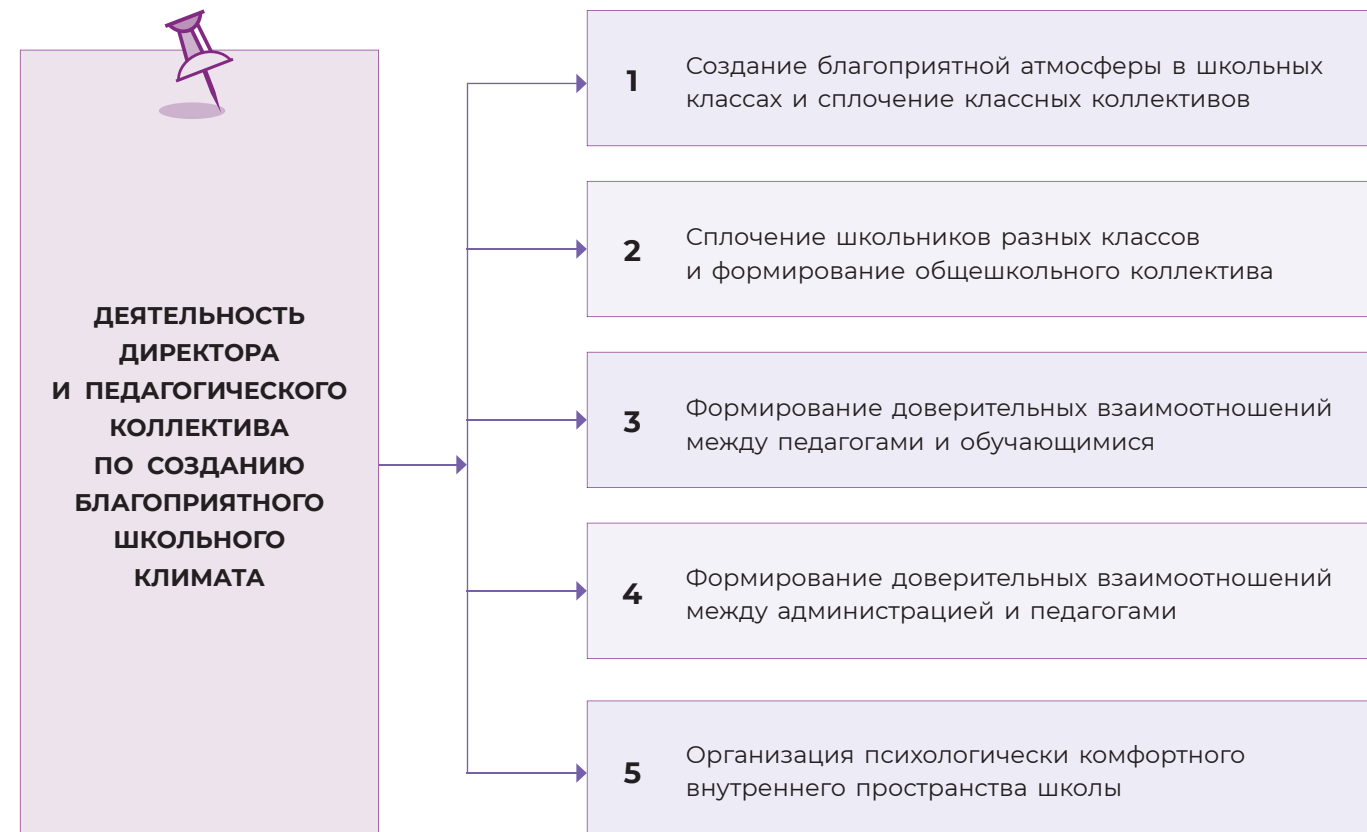 ДЕЯТЕЛЬНОСТЬ
ДИРЕКТОРА
И ПЕДАГОГИЧЕСКОГО
КОЛЛЕКТИВА
ПО СОЗДАНИЮ
БЛАГОПРИЯТНОГО
ШКОЛЬНОГО
КЛИМАТА
1
Создание благоприятной атмосферы в школьных
классах и сплочение классных коллективов
2
Сплочение школьников разных классов
и формирование общешкольного коллектива
3
Формирование доверительных взаимоотношений
между педагогами и обучающимися
4
Формирование доверительных взаимоотношений
между администрацией и педагогами
5
Организация психологически комфортного
внутреннего пространства школы